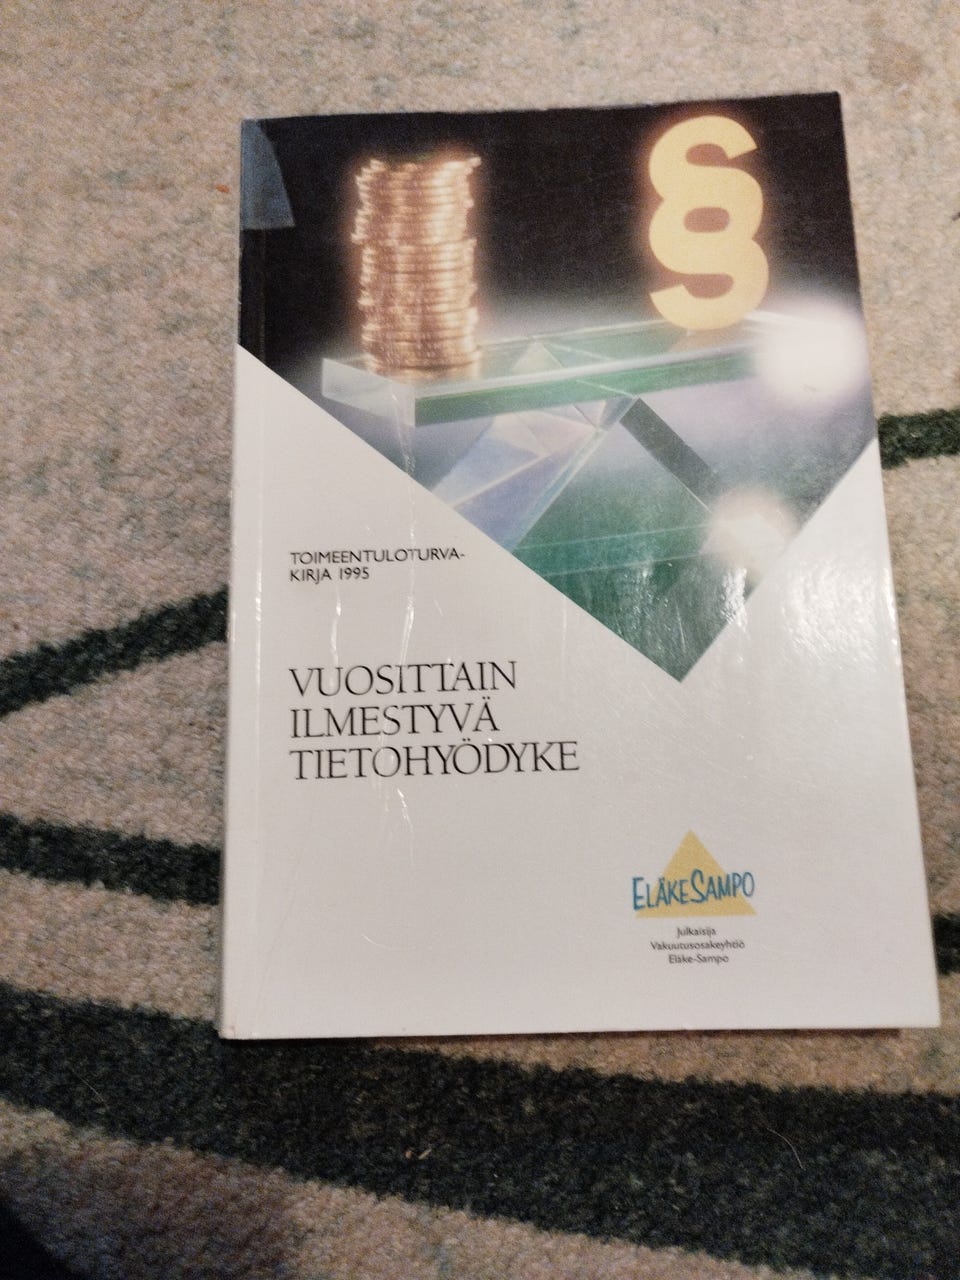 §
TOIMEENTULOTURVA-
KIRJA 1995
VUOSITTAIN
ILMESTYVÄ
TIETOHYÖDYKE
ELÄKESAMPO
Julkaisija
Vakuutusosakeyhtiö
Eläke-Sampo